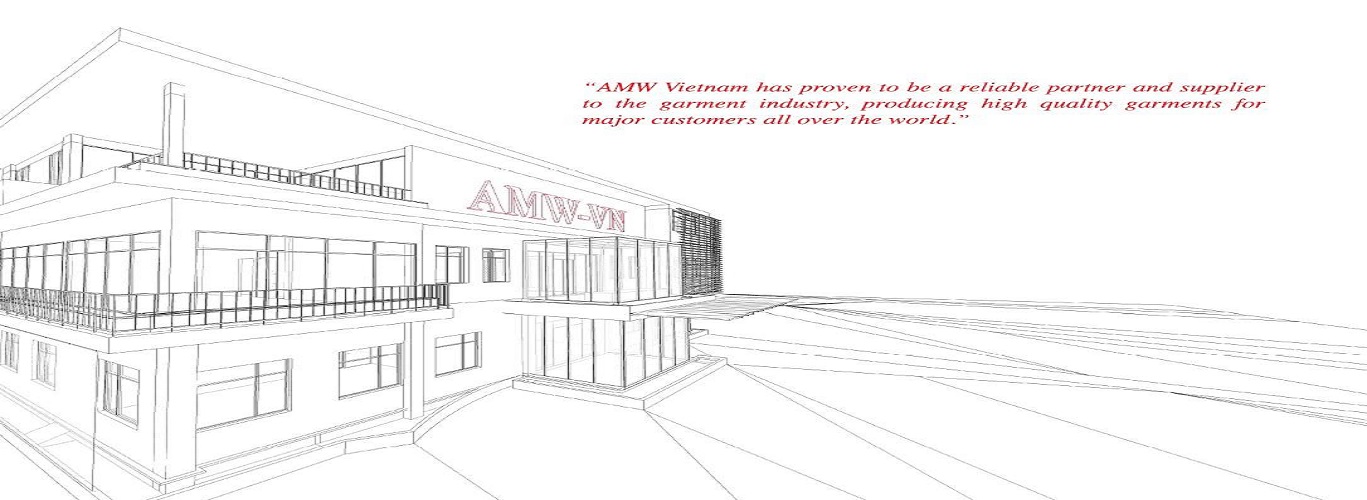 “AMW Vietnam has proven to be a reliable partner and supplier
to the garment industry, producing high quality garments for
major customers all over the world.”
AMW-VN